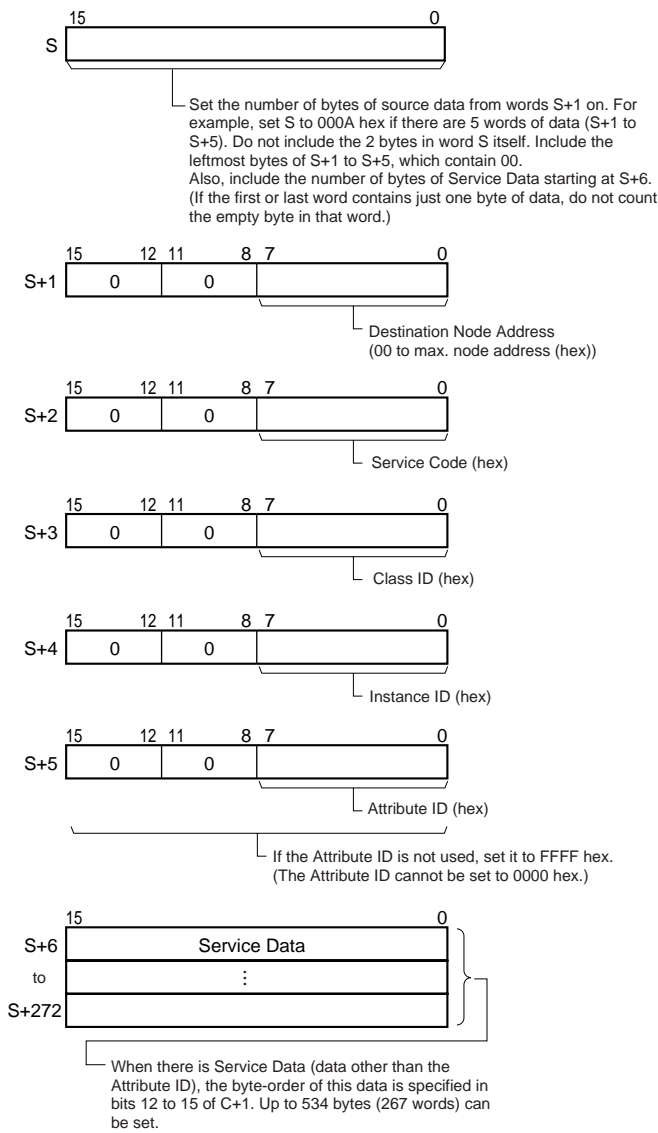 15 0
S
Set the number of bytes of source data from words S+1 on. For
example, set S to 000A hex if there are 5 words of data (S+1 to
S+5). Do not include the 2 bytes in word S itself. Include the
leftmost bytes of S+1 to S+5, which contain 00.
Also, include the number of bytes of Service Data starting at S+6.
(If the first or last word contains just one byte of data, do not count
the empty byte in that word.)
15 12 11 8 7 0
S+1 0 0
Destination Node Address
(00 to max. node address (hex))
15 12 11 8 7 0
S+2 0 0
Service Code (hex)
15 12 11 8 7 0
S+3 0 0
Class ID (hex)
15 12 11 8 7 0
S+4 0 0
Instance ID (hex)
15 12 11 8 7 0
S+5 0 0
Attribute ID (hex)
If the Attribute ID is not used, set it to FFFF hex.
(The Attribute ID cannot be set to 0000 hex.)
15 0
S+6 Service Data
to ⋮
S+272
When there is Service Data (data other than the
Attribute ID), the byte-order of this data is specified in
bits 12 to 15 of C+1. Up to 534 bytes (267 words) can
be set.